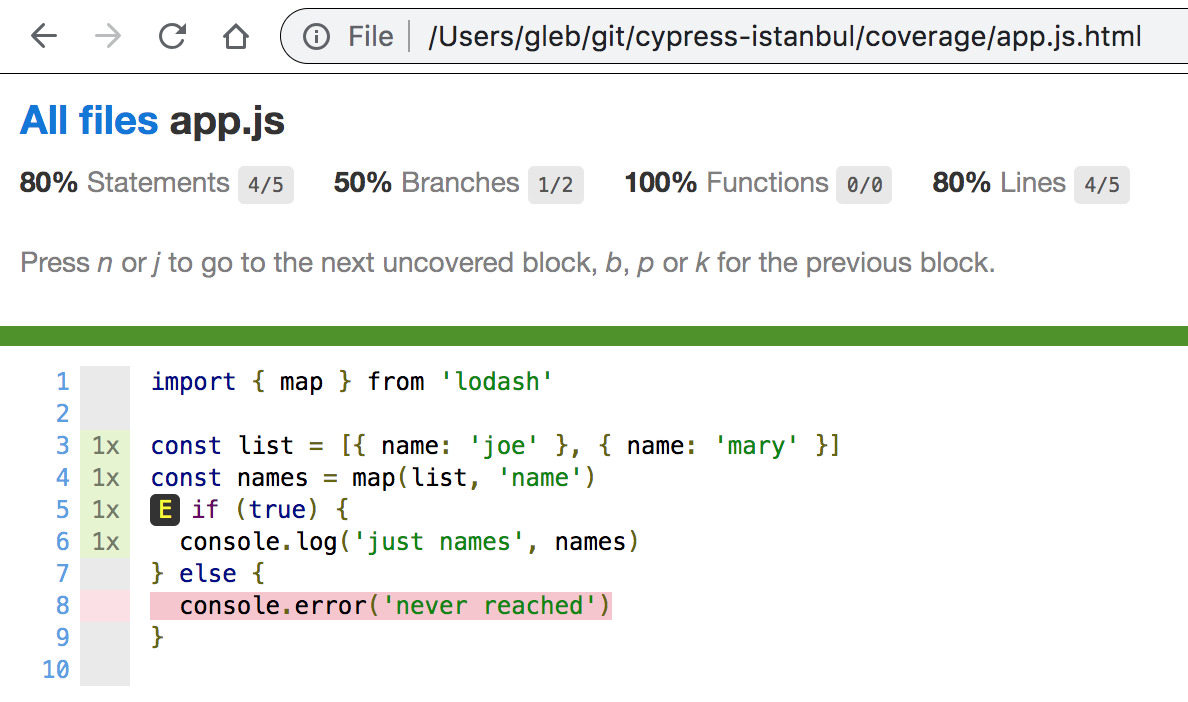 File /Users/gleb/git/cypress-istanbul/coverage/app.js.html
All files app.js
80% Statements 4/5 50% Branches 1/2 100% Functions 0/0 80% Lines 4/5
Press n or j to go to the next uncovered block, b, p or k for the previous block.
1 import { map } from 'lodash'
2
3 1x const list = [{ name: 'joe' }, { name: 'mary' }]
4 1x const names = map(list, 'name')
5 1x E if (true) {
6 1x   console.log('just names', names)
7 } else {
8   console.error('never reached')
9 }
10